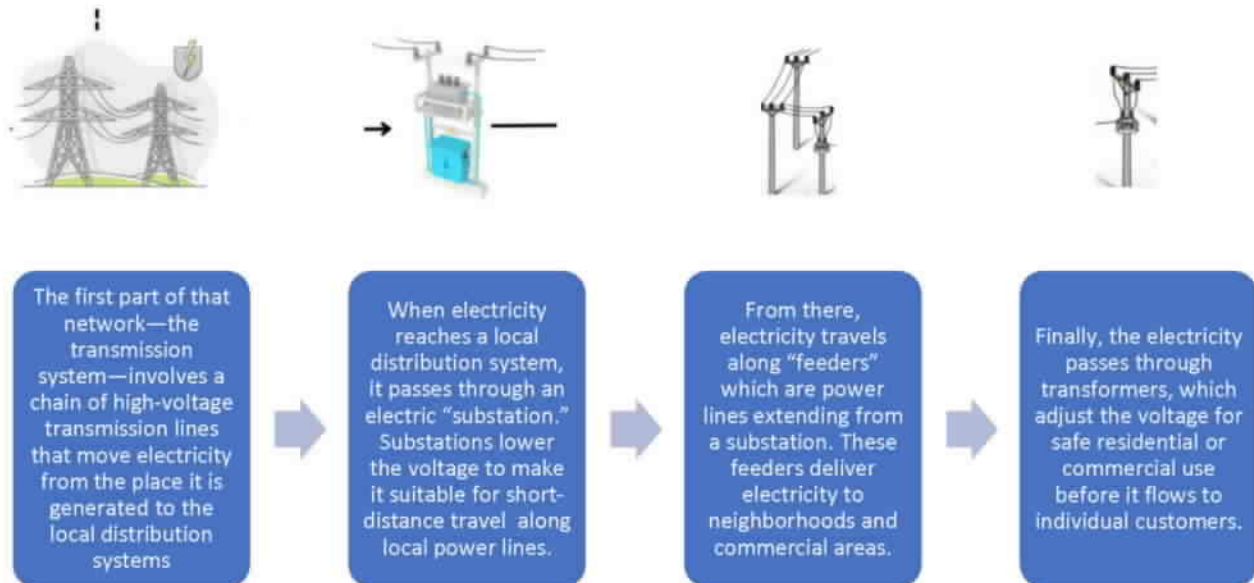 The first part of that
network—the
transmission
system—involves a
chain of high-voltage
transmission lines
that move electricity
from the place it is
generated to the
local distribution
systems
When electricity
reaches a local
distribution system,
it passes through an
electric “substation.”
Substations lower
the voltage to make
it suitable for short-
distance travel along
local power lines.
From there,
electricity travels
along “feeders”
which are power
lines extending from
a substation. These
feeders deliver
electricity to
neighborhoods and
commercial areas.
Finally, the electricity
passes through
transformers, which
adjust the voltage for
safe residential or
commercial use
before it flows to
individual customers.